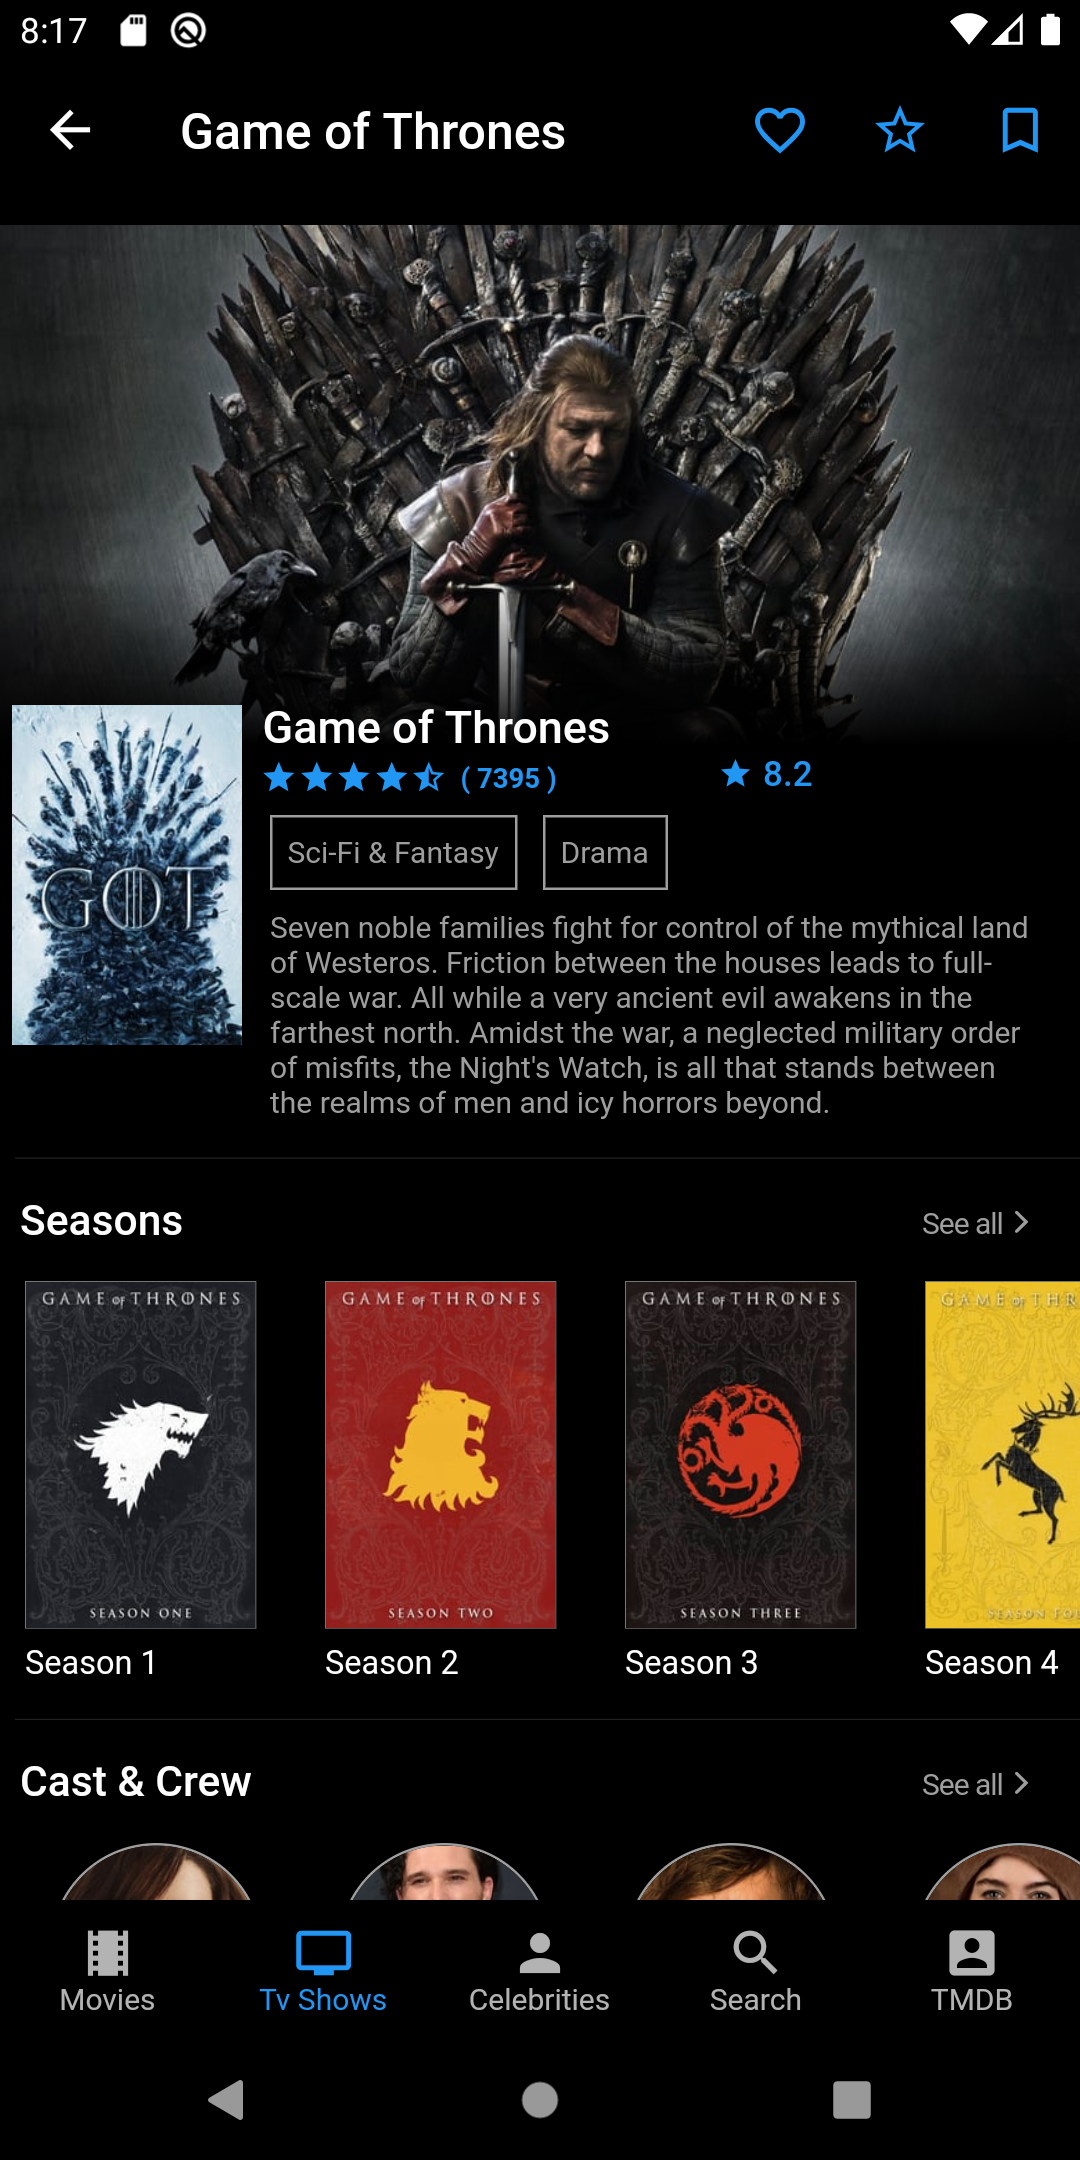 8:17
Game of Thrones
Game of Thrones
( 7395 )
8.2
Sci-Fi & Fantasy
Drama
GOT
Seven noble families fight for control of the mythical land
of Westeros. Friction between the houses leads to full-
scale war. All while a very ancient evil awakens in the
farthest north. Amidst the war, a neglected military order
of misfits, the Night's Watch, is all that stands between
the realms of men and icy horrors beyond.
Seasons
See all
GAME of THRONES
SEASON ONE
GAME of THRONES
SEASON TWO
GAME of THRONES
SEASON THREE
GAME of THR
SEASON FO
Season 1
Season 2
Season 3
Season 4
Cast & Crew
See all
Movies
Tv Shows
Celebrities
Search
TMDB